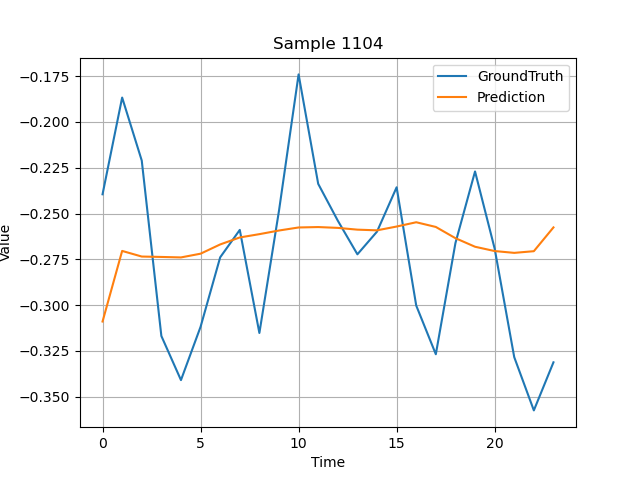 Sample 1104
GroundTruth
Prediction
−0.175
−0.200
−0.225
−0.250
−0.275
−0.300
−0.325
−0.350
Value
0 5 10 15 20
Time